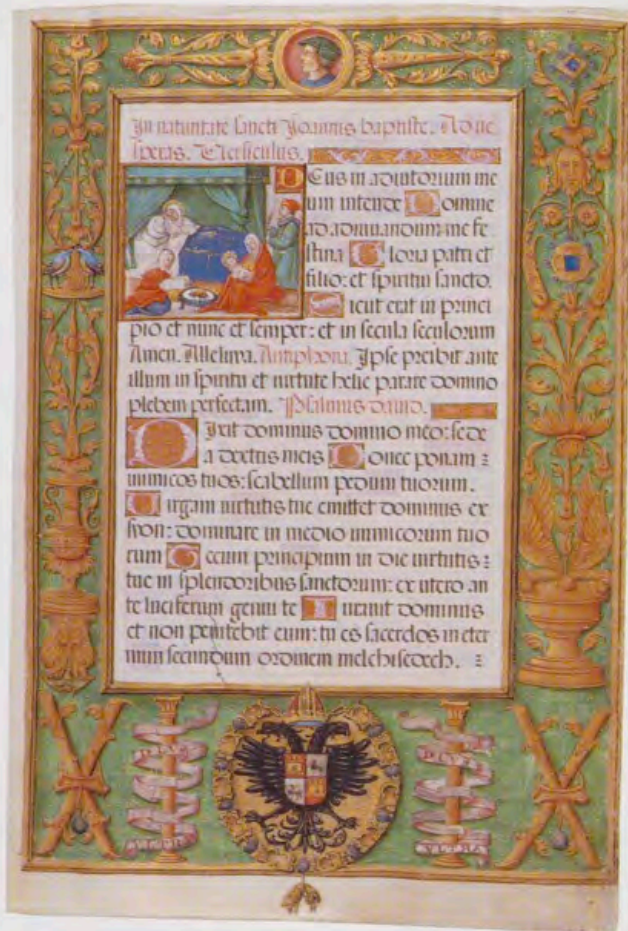 In natiuitate sancti Joannis baptiste. Ad ue
speras. Uersiculus.
DEus in adiutorium me
um intende Domine
ad adiuuandum me fe
stina Gloria patri et
filio: et spiritui sancto.
Sicut erat in princi
pio et nunc et semper: et in secula seculorum
Amen. Alleluya. Antiphona. Ipse preibit ante
illum in spiritu et uirtute helie parare domino
plebem perfectam. Psalmus dauid.
DIxit dominus domino meo: sede
a dextris meis Donec ponam
inimicos tuos: scabellum pedum tuorum.
Uirgam uirtutis tue emittet dominus ex
syon: dominare in medio inimicorum tuo
rum Tecum principium in die uirtutis
tue in splendoribus sanctorum: ex utero an
te luciferum genui te Iurauit dominus
et non penitebit eum: tu es sacerdos in eter
num secundum ordinem melchisedech.
PLVS
VLTRA
PLVS
VLTRA